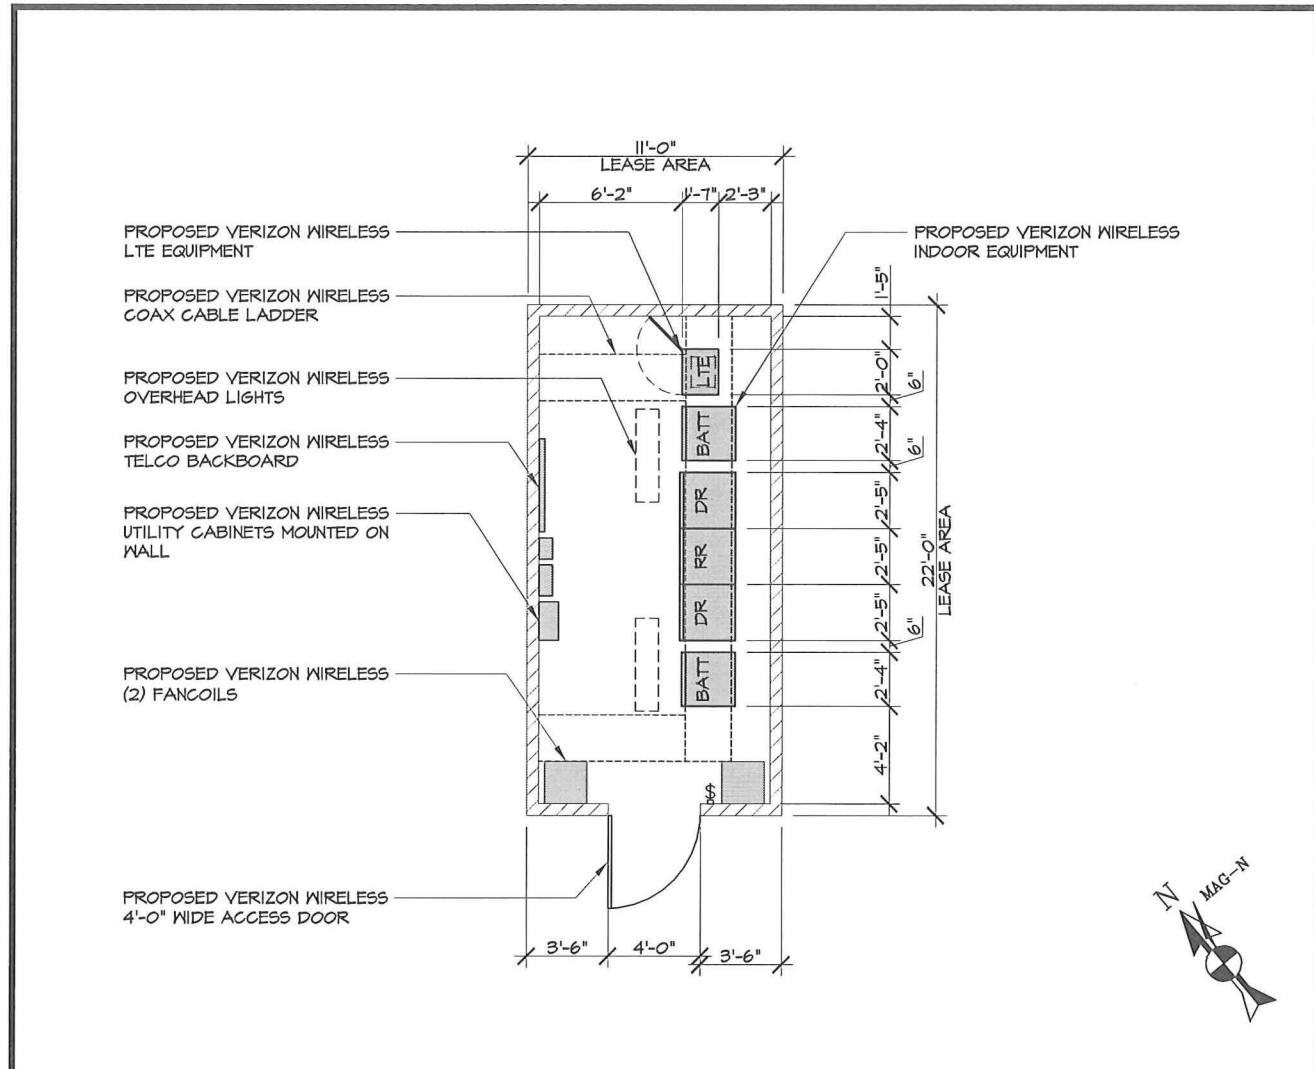 11'-0"
LEASE AREA
6'-2"
1'-7"
2'-3"
PROPOSED VERIZON WIRELESS
LTE EQUIPMENT
PROPOSED VERIZON WIRELESS
INDOOR EQUIPMENT
PROPOSED VERIZON WIRELESS
COAX CABLE LADDER
PROPOSED VERIZON WIRELESS
OVERHEAD LIGHTS
PROPOSED VERIZON WIRELESS
TELCO BACKBOARD
PROPOSED VERIZON WIRELESS
UTILITY CABINETS MOUNTED ON
WALL
PROPOSED VERIZON WIRELESS
(2) FANCOILS
PROPOSED VERIZON WIRELESS
4'-0" WIDE ACCESS DOOR
LTE
BATT
DR
RR
DR
BATT
$
1'-5"
2'-0"
6"
2'-4"
6"
2'-5"
2'-5"
2'-5"
6"
2'-4"
4'-2"
22'-0"
LEASE AREA
3'-6"
4'-0"
3'-6"
N
MAG-N